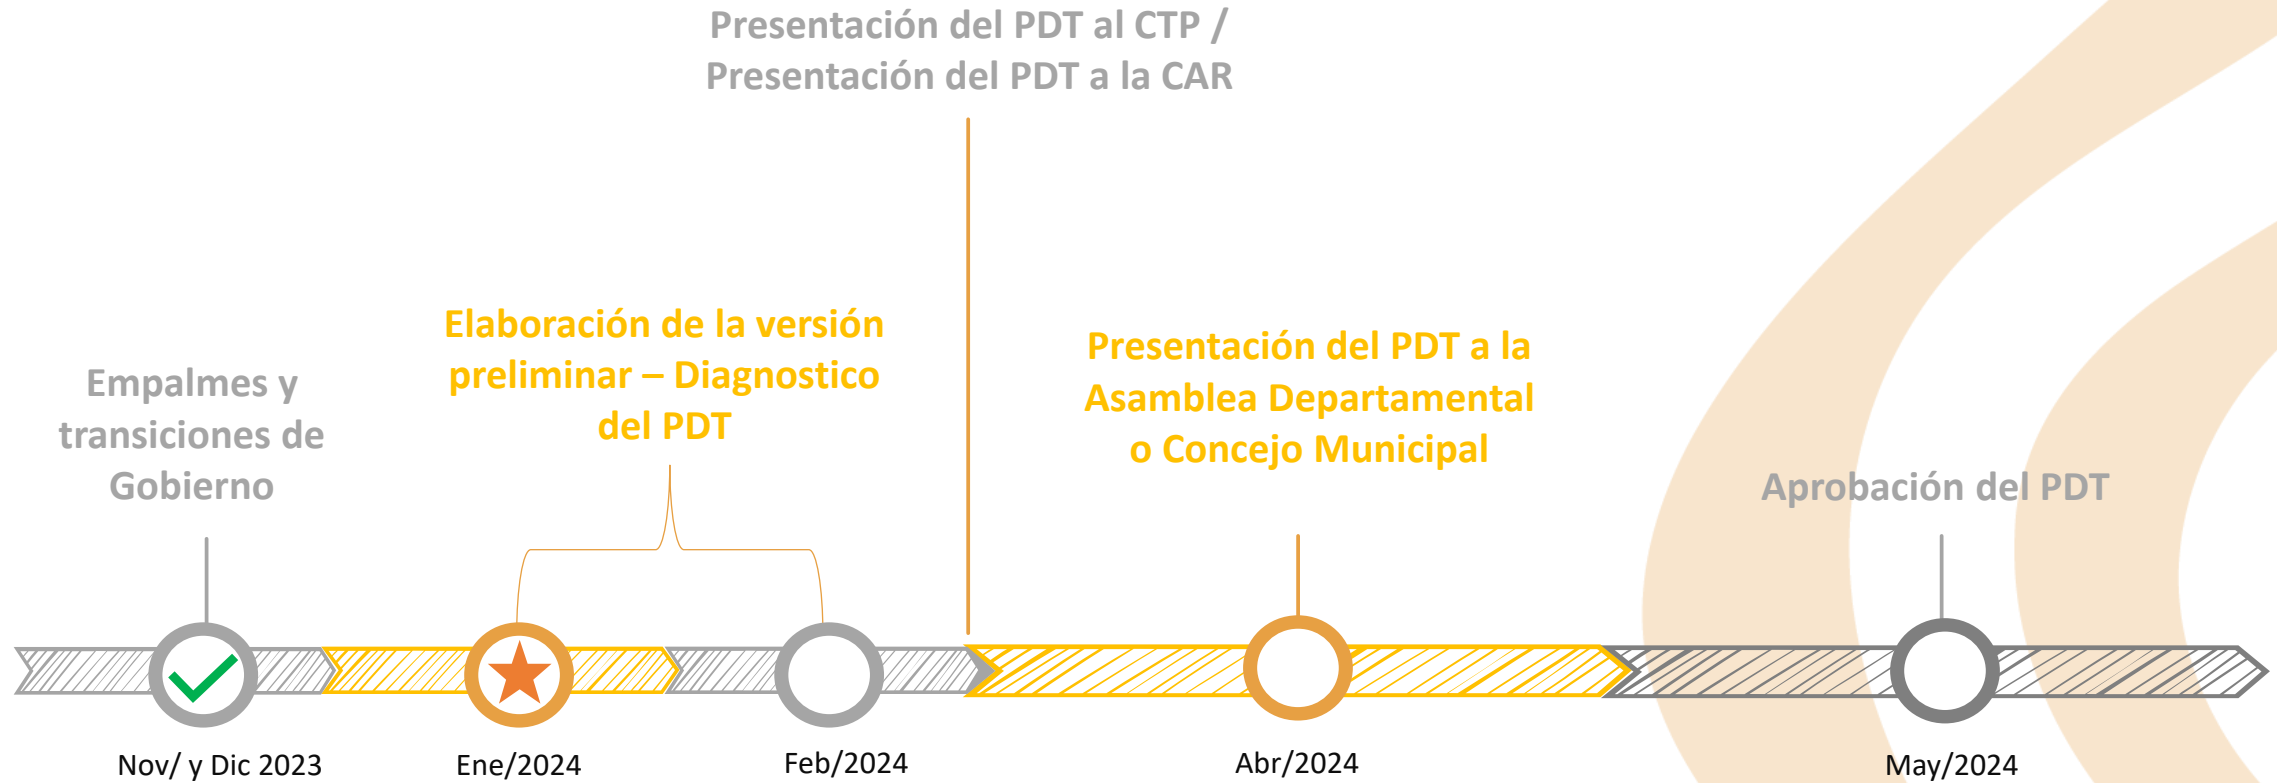 Presentación del PDT al CTP /
Presentación del PDT a la CAR
Elaboración de la versión
preliminar – Diagnostico
del PDT
Presentación del PDT a la
Asamblea Departamental
o Concejo Municipal
Empalmes y
transiciones de
Gobierno
Aprobación del PDT
Nov/ y Dic 2023
Ene/2024
Feb/2024
Abr/2024
May/2024